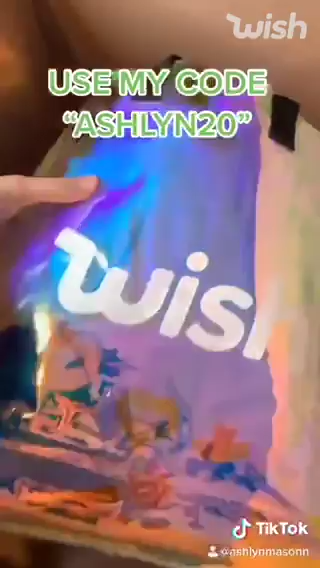 wish
USE MY CODE
“ASHLYN20”
wish
TikTok
@ashlynmasonn